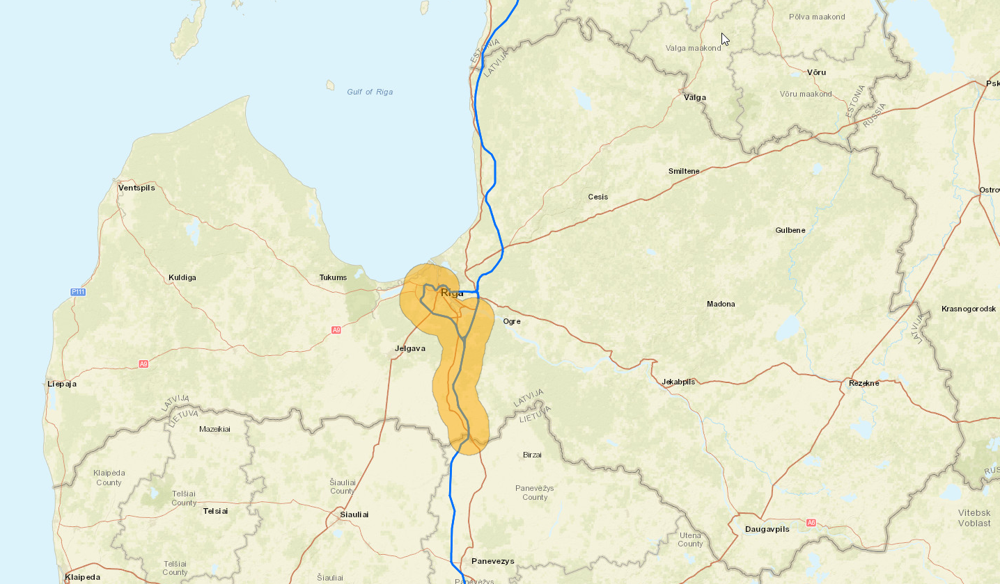 Põlva maakond
ESTONIA
Valga maakond
LATVIJA
Võru
Psk
Gulf of Riga
Võru maakond
Valga
ESTONIA
RUSSIA
Smiltene
Ventspils
Ostrov
Cesis
Gulbene
Kuldiga
Tukums
P111
Riga
Madona
Krasnogorodsk
Ogre
A9
LATVIJA
Jelgava
A9
Liepaja
Jekabpils
Rezekne
LATVIJA
LATVIJA
LIETUVA
LIETUVA
Mazeikiai
Birzai
Klaipėda
County
RUS
Šiauliai
County
Panevėžys
County
Telšiai
County
Telsiai
Siauliai
Vitebsk
Voblast
A6
Daugavpils
Utena
County
Panevezys
Telšiai
County
Klaipeda
Šiauliai
Panevėžys